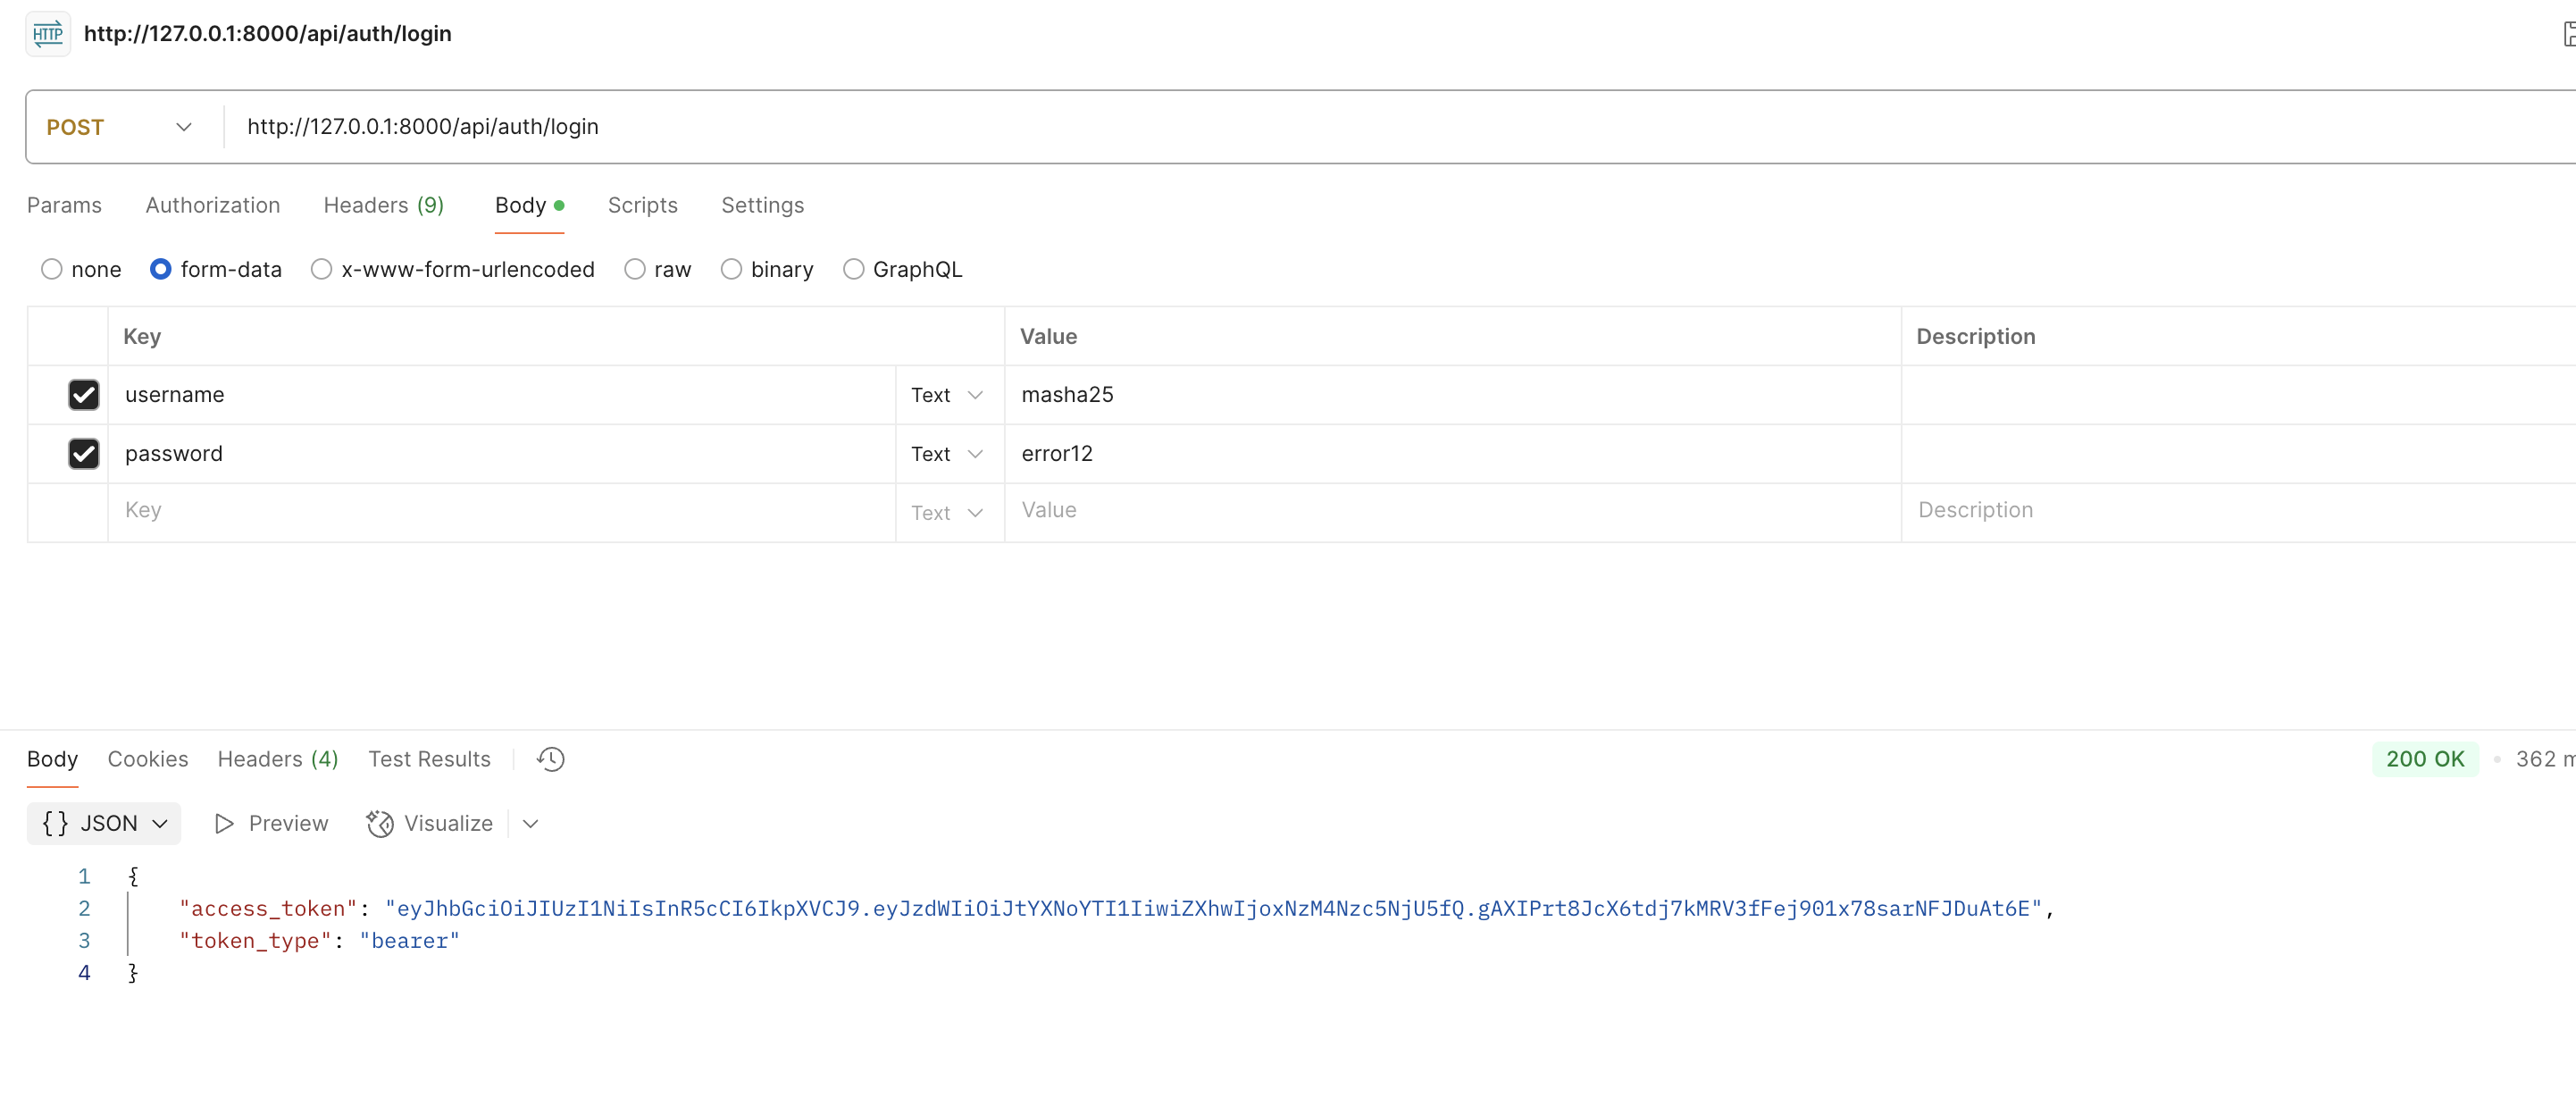 HTTP http://127.0.0.1:8000/api/auth/login
POST http://127.0.0.1:8000/api/auth/login
Params Authorization Headers (9) Body Scripts Settings
none form-data x-www-form-urlencoded raw binary GraphQL
Key Value Description
username Text masha25
password Text error12
Key Text Value Description
Body Cookies Headers (4) Test Results 200 OK • 362 m
{} JSON Preview Visualize
1 {
2 "access_token": "eyJhbGciOiJIUzI1NiIsInR5cCI6IkpXVCJ9.eyJzdWIiOiJtYXNoYTI1IiwiZXhwIjoxNzM4Nzc5NjU5fQ.gAXIPrt8JcX6tdj7kMRV3fFej901x78sarNFJDuAt6E",
3 "token_type": "bearer"
4 }